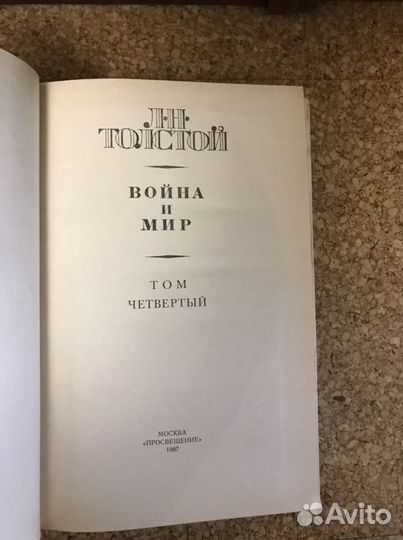 Л·Н·
ТОЛСТОЙ
ВОЙНА
И
МИР
ТОМ
ЧЕТВЕРТЫЙ
МОСКВА
«ПРОСВЕЩЕНИЕ»
1987
Avito